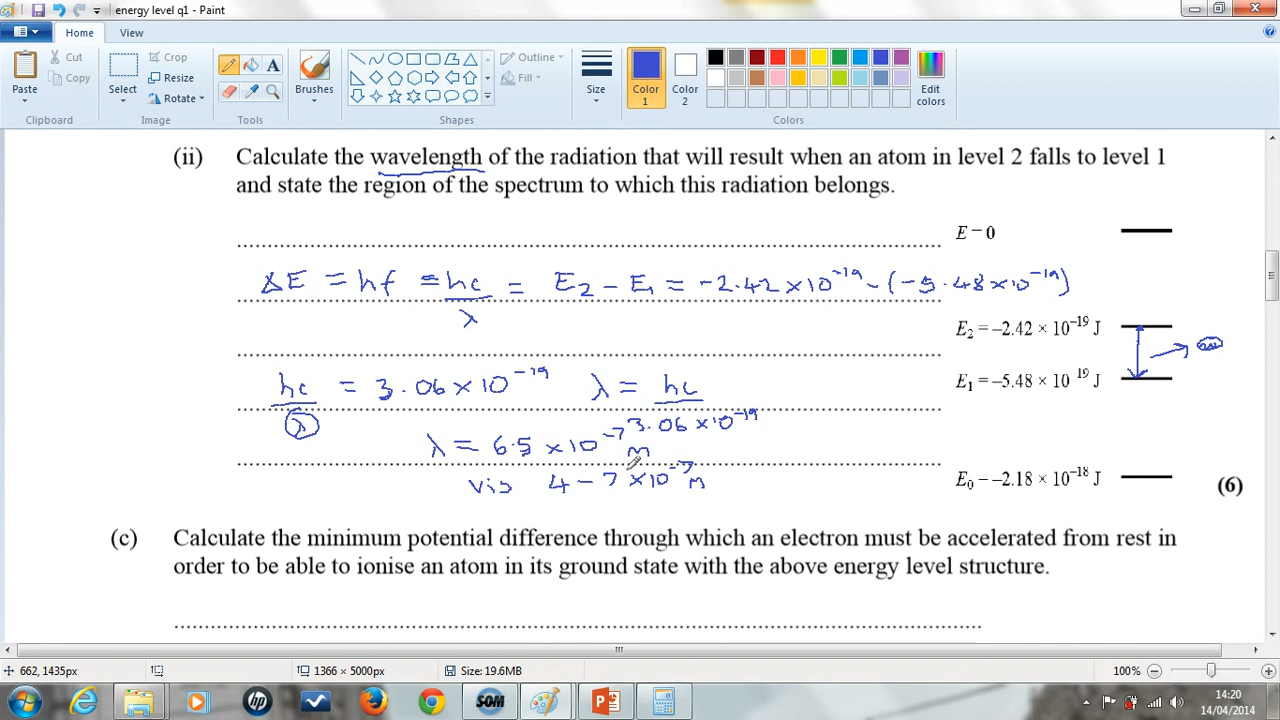 energy level q1 - Paint
Home View
Paste
Cut
Copy
Clipboard
Select
Crop
Resize
Rotate
Image
Tools
Brushes
Outline
Fill
Shapes
Size
Color 1
Color 2
Edit colors
Colors
(ii) Calculate the wavelength of the radiation that will result when an atom in level 2 falls to level 1
and state the region of the spectrum to which this radiation belongs.
E = 0
ΔE = hf = hc/λ = E₂ − E₁ = −2.42 × 10⁻¹⁹ − (−5.48 × 10⁻¹⁹)
E₂ = –2.42 × 10⁻¹⁹ J
hc/λ = 3.06 × 10⁻¹⁹ λ = hc/3.06 × 10⁻¹⁹
E₁ = –5.48 × 10 19 J
λ = 6.5 × 10⁻⁷ m
vis 4 − 7 × 10⁻⁷ m
E₀ – –2.18 × 10⁻¹⁸ J
(6)
(c) Calculate the minimum potential difference through which an electron must be accelerated from rest in
order to be able to ionise an atom in its ground state with the above energy level structure.
662, 1435px
1366 × 5000px
Size: 19.6MB
100%
hp
SOM
14:20
14/04/2014